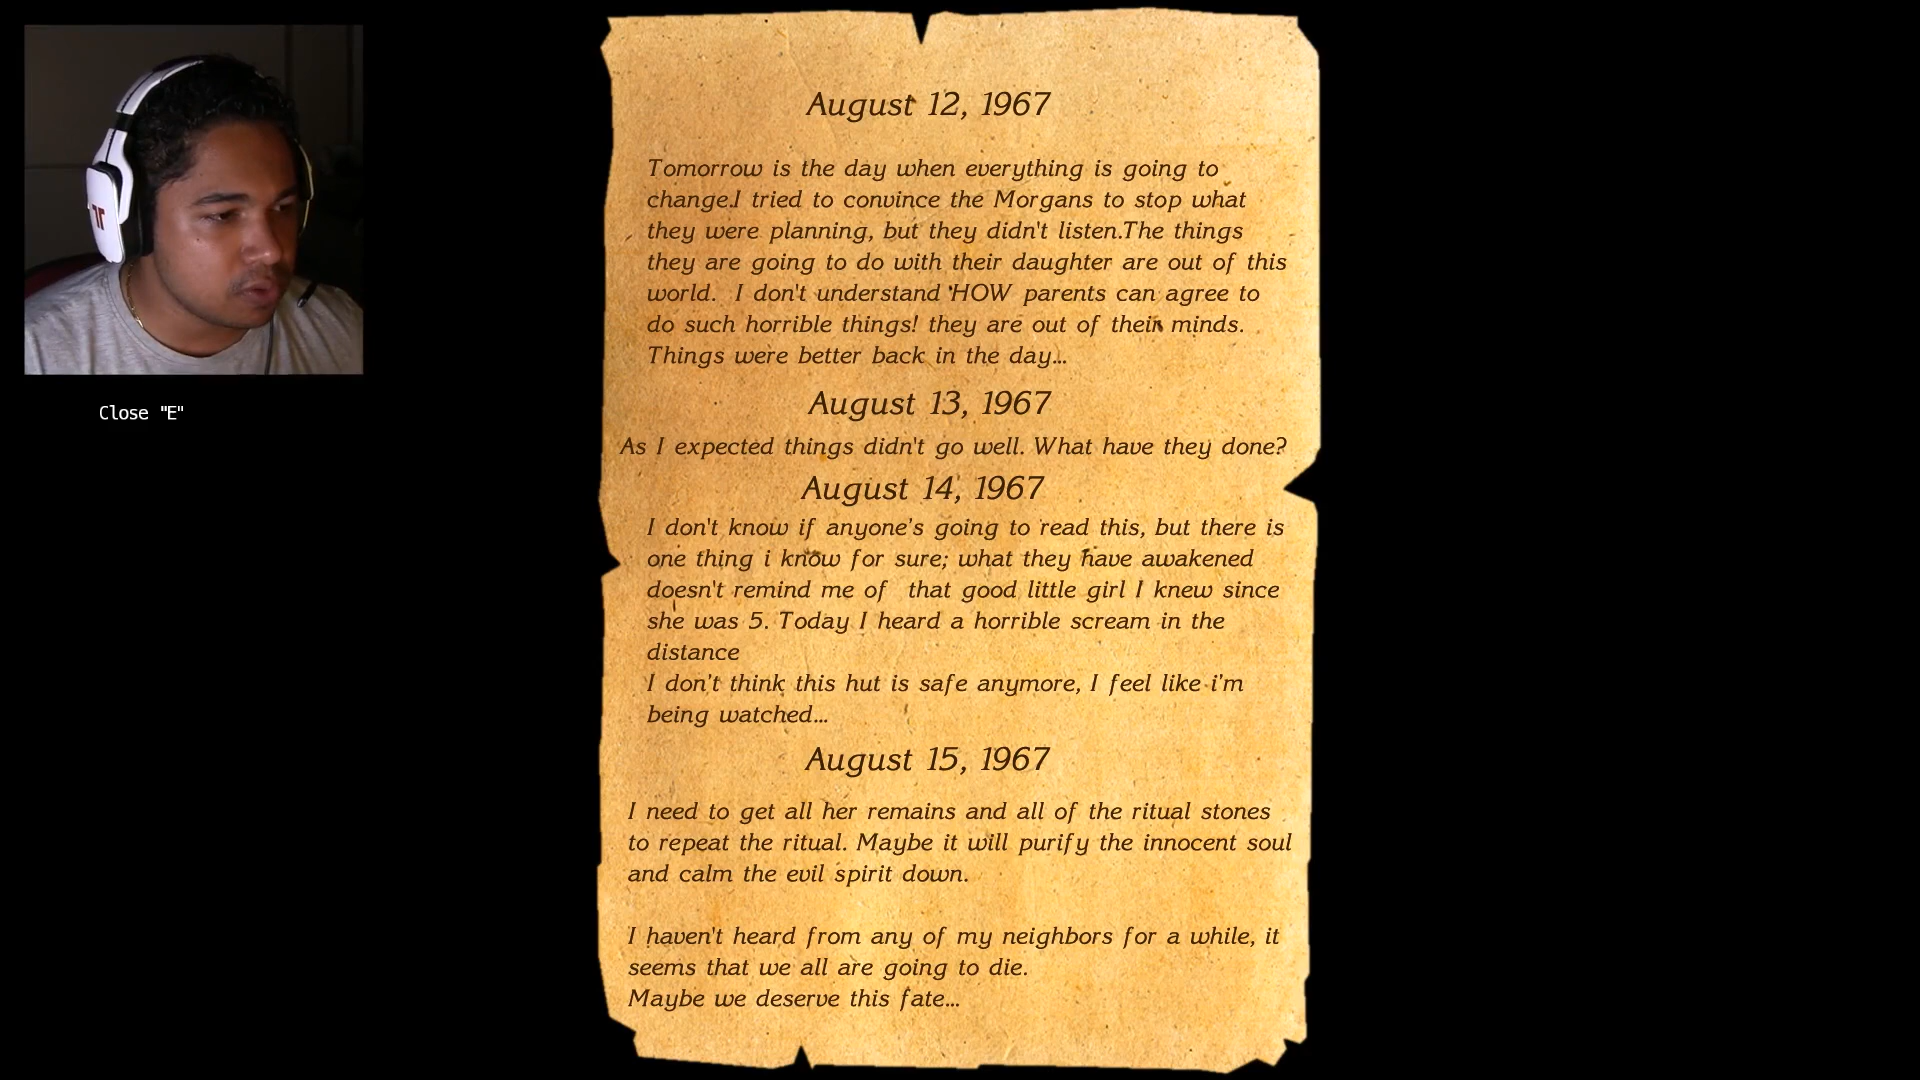 August 12, 1967
Tomorrow is the day when everything is going to
change.I tried to convince the Morgans to stop what
they were planning, but they didn't listen.The things
they are going to do with their daughter are out of this
world.  I don't understand HOW parents can agree to
do such horrible things! they are out of their minds.
Things were better back in the day...
August 13, 1967
As I expected things didn't go well. What have they done?
August 14, 1967
I don't know if anyone's going to read this, but there is
one thing i know for sure; what they have awakened
doesn't remind me of  that good little girl I knew since
she was 5. Today I heard a horrible scream in the
distance
I don't think this hut is safe anymore, I feel like i'm
being watched...
August 15, 1967
I need to get all her remains and all of the ritual stones
to repeat the ritual. Maybe it will purify the innocent soul
and calm the evil spirit down.
I haven't heard from any of my neighbors for a while, it
seems that we all are going to die.
Maybe we deserve this fate...
Close "E"